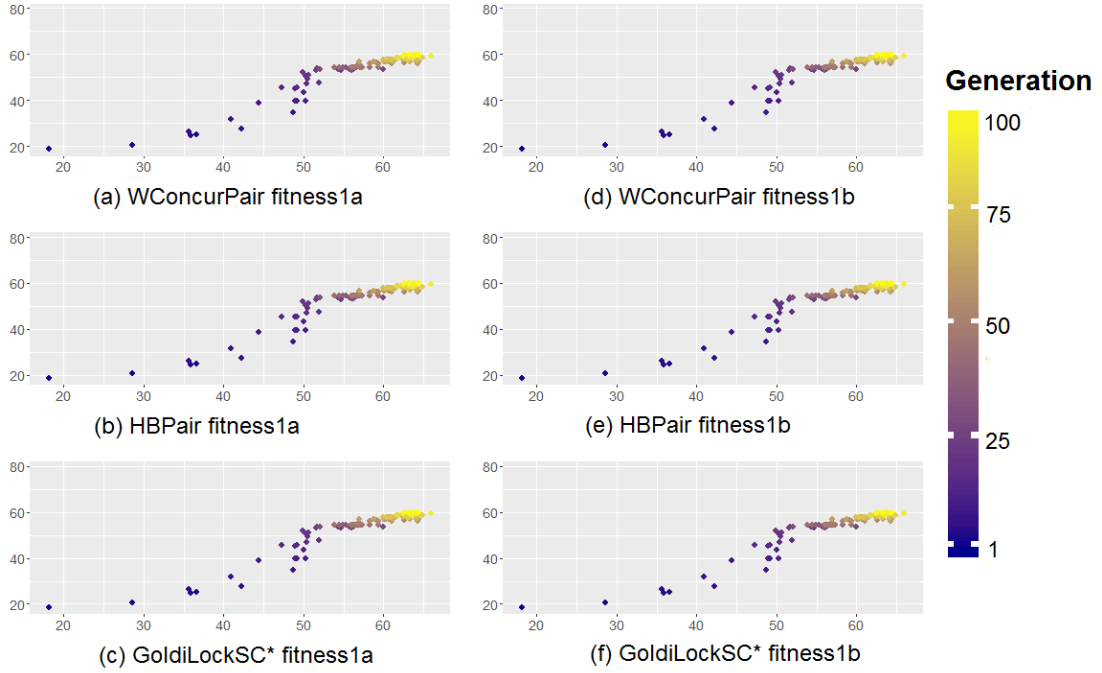 80
60
40
20
20 30 40 50 60
(a) WConcurPair fitness1a
80
60
40
20
20 30 40 50 60
(d) WConcurPair fitness1b
80
60
40
20
20 30 40 50 60
(b) HBPair fitness1a
80
60
40
20
20 30 40 50 60
(e) HBPair fitness1b
80
60
40
20
20 30 40 50 60
(c) GoldiLockSC* fitness1a
80
60
40
20
20 30 40 50 60
(f) GoldiLockSC* fitness1b
Generation
100
75
50
25
1